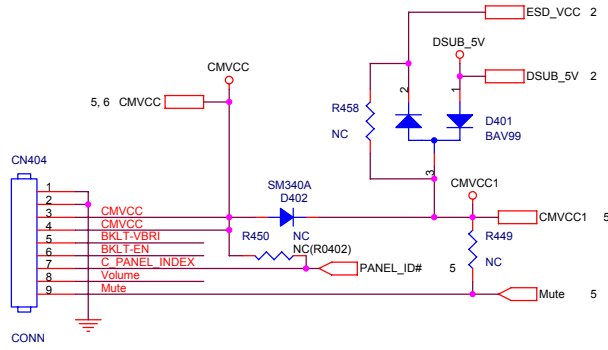 ESD_VCC 2
DSUB_5V
CMVCC
DSUB_5V 2
5, 6 CMVCC
R458
2
1
D401
NC
BAV99
CN404
3
SM340A
CMVCC1
1
D402
2
3 CMVCC
CMVCC1 5
4 CMVCC
R450 NC
R449
5 BKLT-VBRI
NC(R0402)
6 BKLT-EN
NC
7 C_PANEL_INDEX
PANEL_ID# 5
8 Volume
9 Mute
Mute 5
CONN